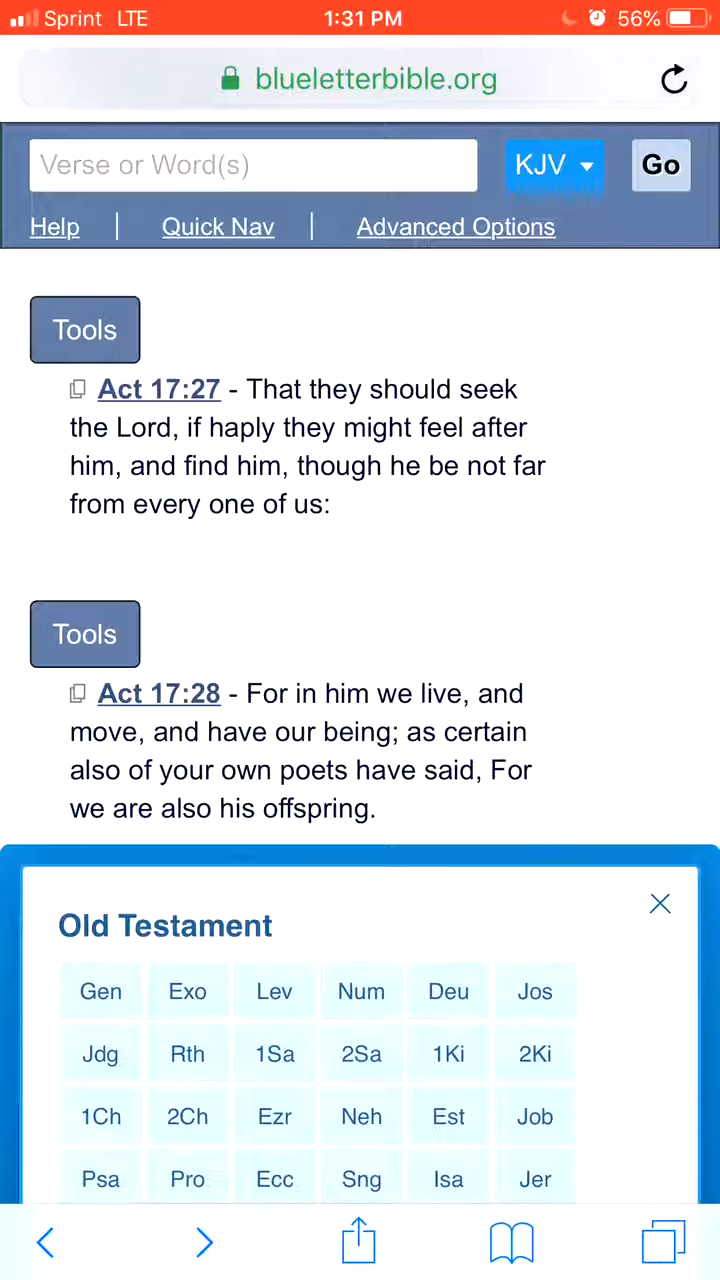 Sprint LTE 1:31 PM 56%
blueletterbible.org
Verse or Word(s) KJV Go
Help | Quick Nav | Advanced Options
Tools
Act 17:27 - That they should seek
the Lord, if haply they might feel after
him, and find him, though he be not far
from every one of us:
Tools
Act 17:28 - For in him we live, and
move, and have our being; as certain
also of your own poets have said, For
we are also his offspring.
Old Testament
Gen Exo Lev Num Deu Jos
Jdg Rth 1Sa 2Sa 1Ki 2Ki
1Ch 2Ch Ezr Neh Est Job
Psa Pro Ecc Sng Isa Jer